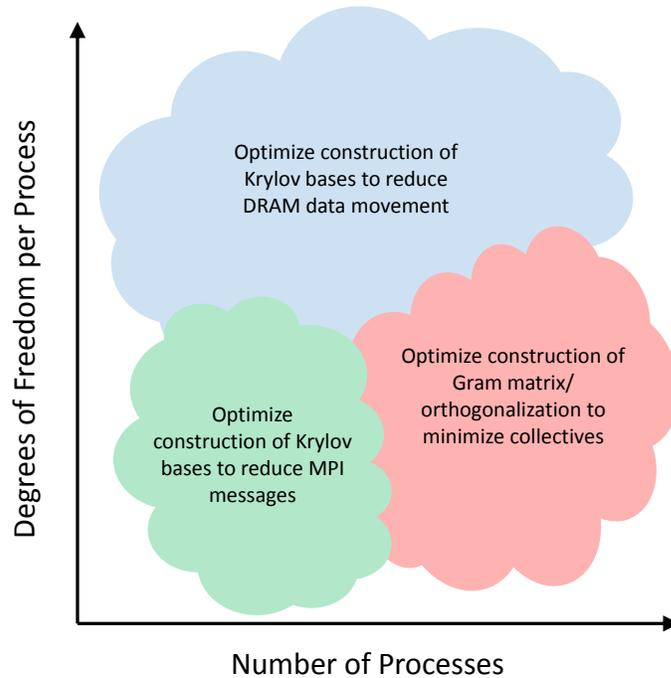 Degrees of Freedom per Process
Optimize construction of
Krylov bases to reduce
DRAM data movement
Optimize construction of
Gram matrix/
orthogonalization to
minimize collectives
Optimize
construction of Krylov
bases to reduce MPI
messages
Number of Processes